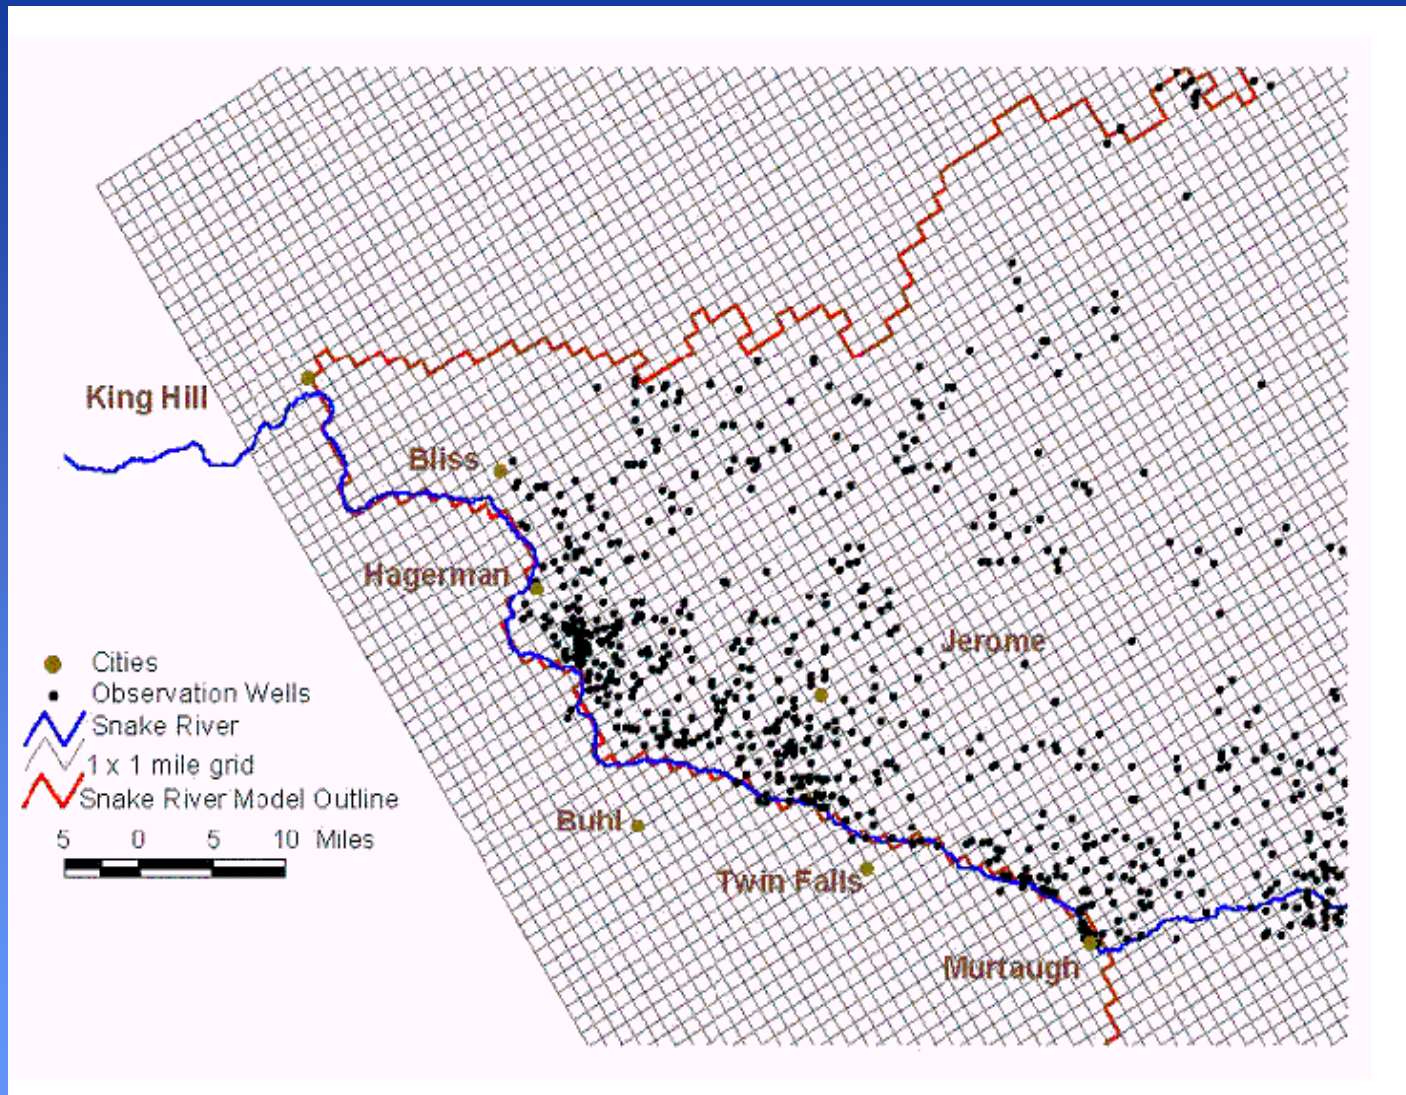 King Hill
Bliss
Hagerman
Jerome
Cities
Observation Wells
Snake River
1 x 1 mile grid
Snake River Model Outline
5 0 5 10 Miles
Buhl
Twin Falls
Murtaugh